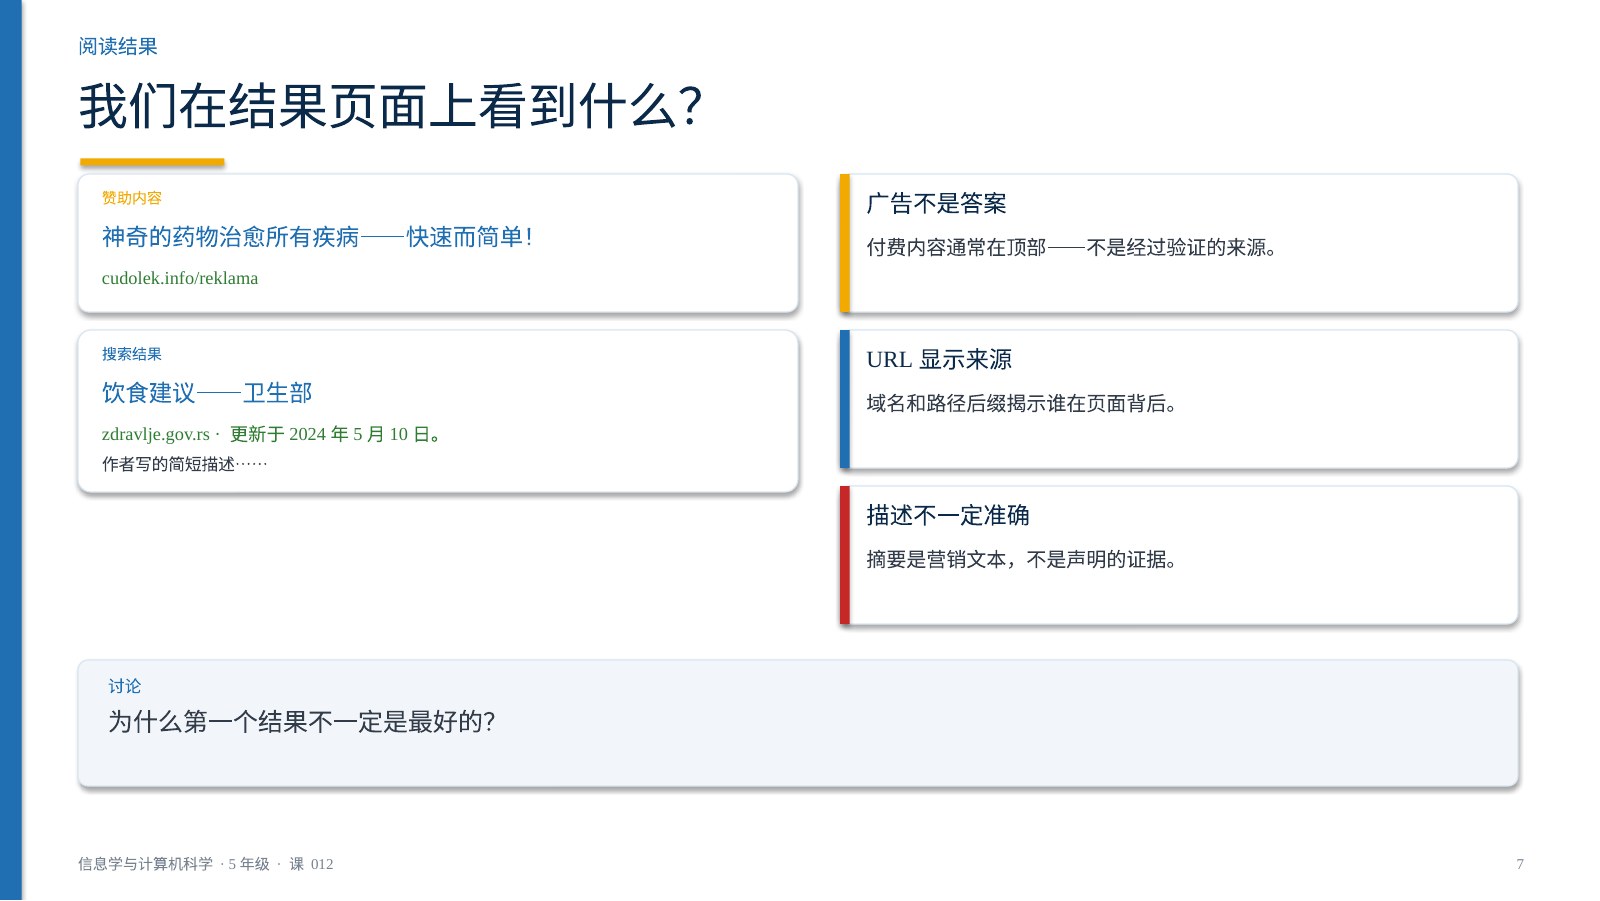 阅读结果
我们在结果页面上看到什么？
赞助内容
神奇的药物治愈所有疾病——快速而简单！
cudolek.info/reklama
搜索结果
饮食建议——卫生部
zdravlje.gov.rs · 更新于 2024 年 5 月 10 日。
作者写的简短描述……
广告不是答案
付费内容通常在顶部——不是经过验证的来源。
URL 显示来源
域名和路径后缀揭示谁在页面背后。
描述不一定准确
摘要是营销文本，不是声明的证据。
讨论
为什么第一个结果不一定是最好的？
信息学与计算机科学 · 5 年级 · 课 012
7